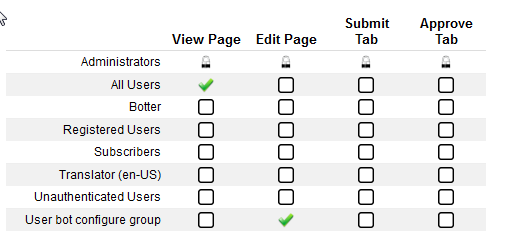 View Page Edit Page Submit Tab Approve Tab
Administrators
All Users
Botter
Registered Users
Subscribers
Translator (en-US)
Unauthenticated Users
User bot configure group